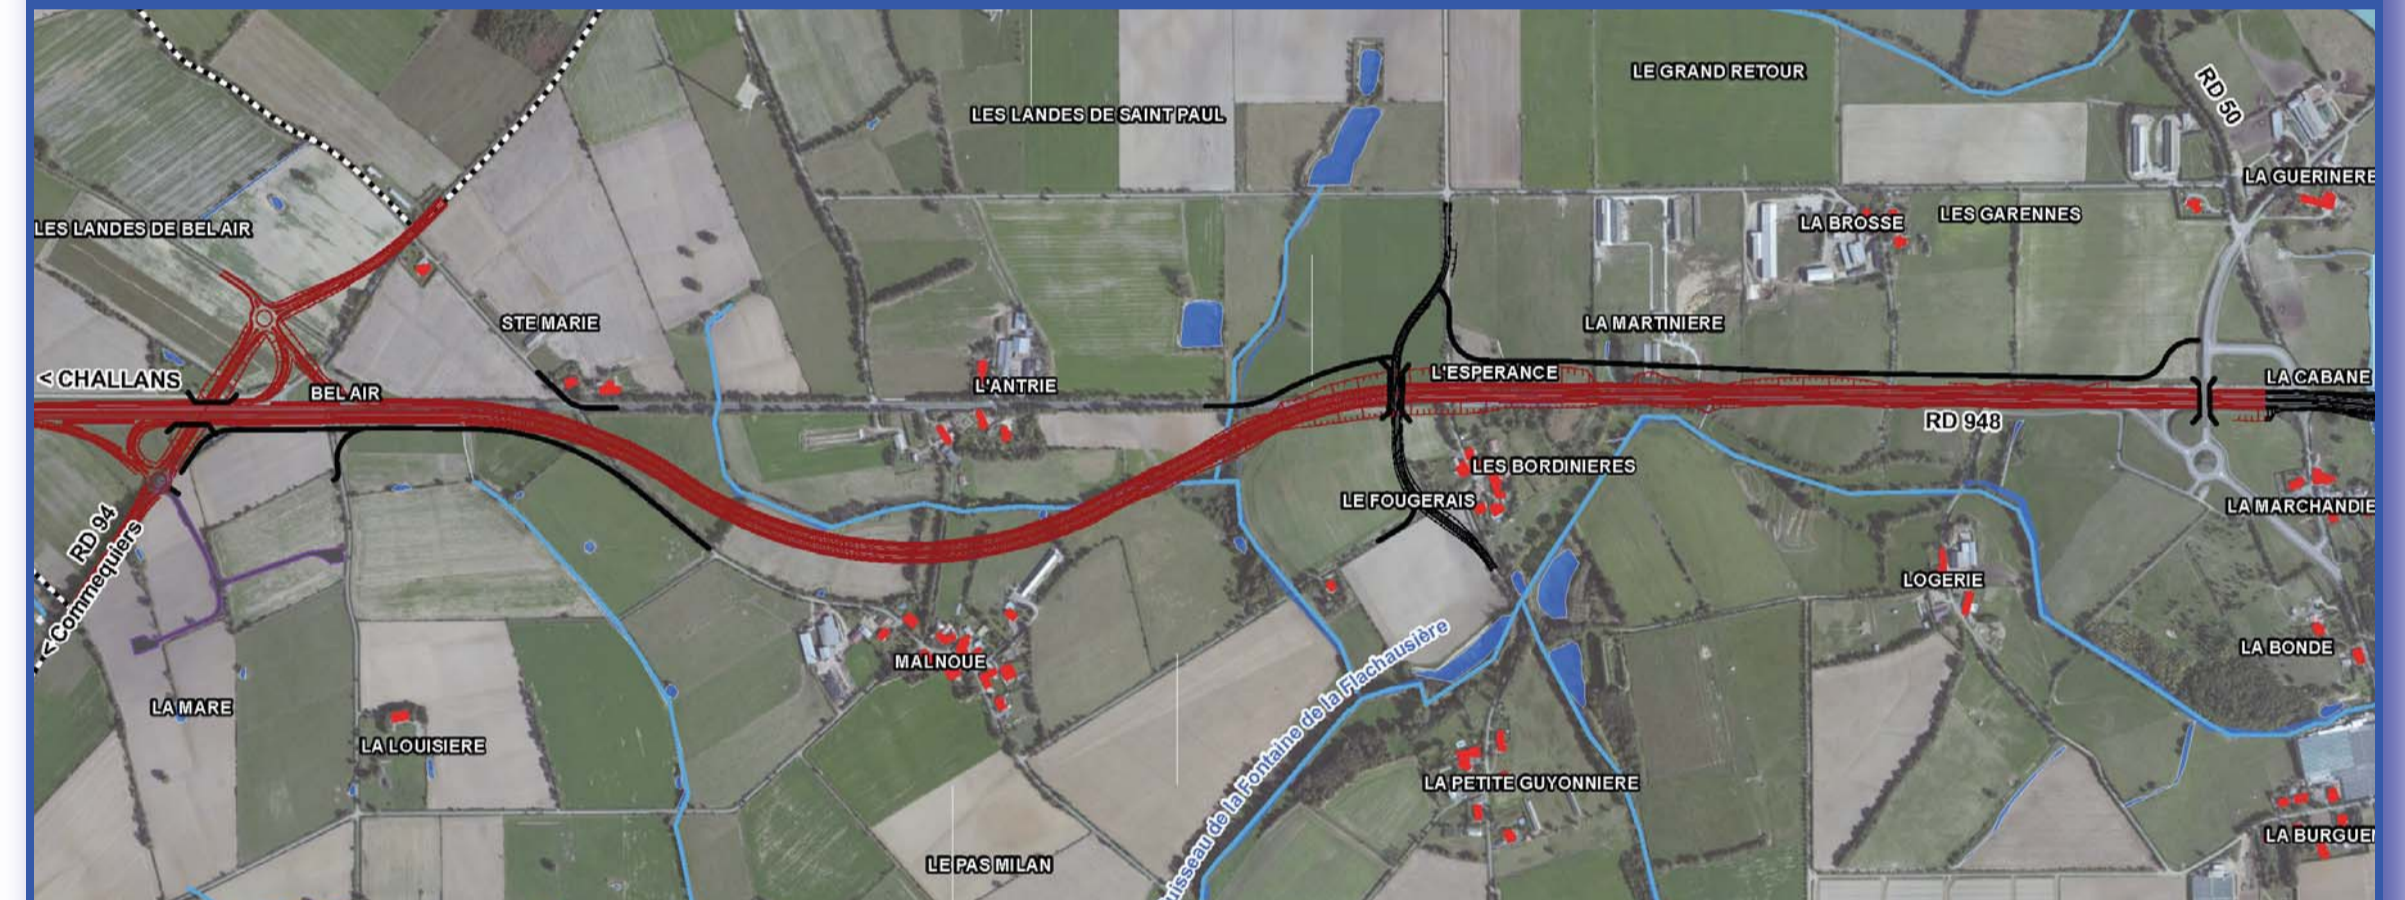 LE GRAND RETOUR
RD 50
LES LANDES DE SAINT PAUL
LA GUERINERE
LES LANDES DE BEL AIR
LA BROSSE
LES GARENNES
STE MARIE
LA MARTINIERE
< CHALLANS
BEL AIR
L'ANTRIE
L'ESPERANCE
LA CABANE
RD 948
LES BORDINIERES
LE FOUGERAIS
LA MARCHANDIE
RD 94
< Commequiers
LOGERIE
MALNOUE
LA BONDE
LA MARE
LA LOUISIERE
uisseau de la Fontaine de la Flachausière
LA PETITE GUYONNIERE
LA BURGUE
LE PAS MILAN